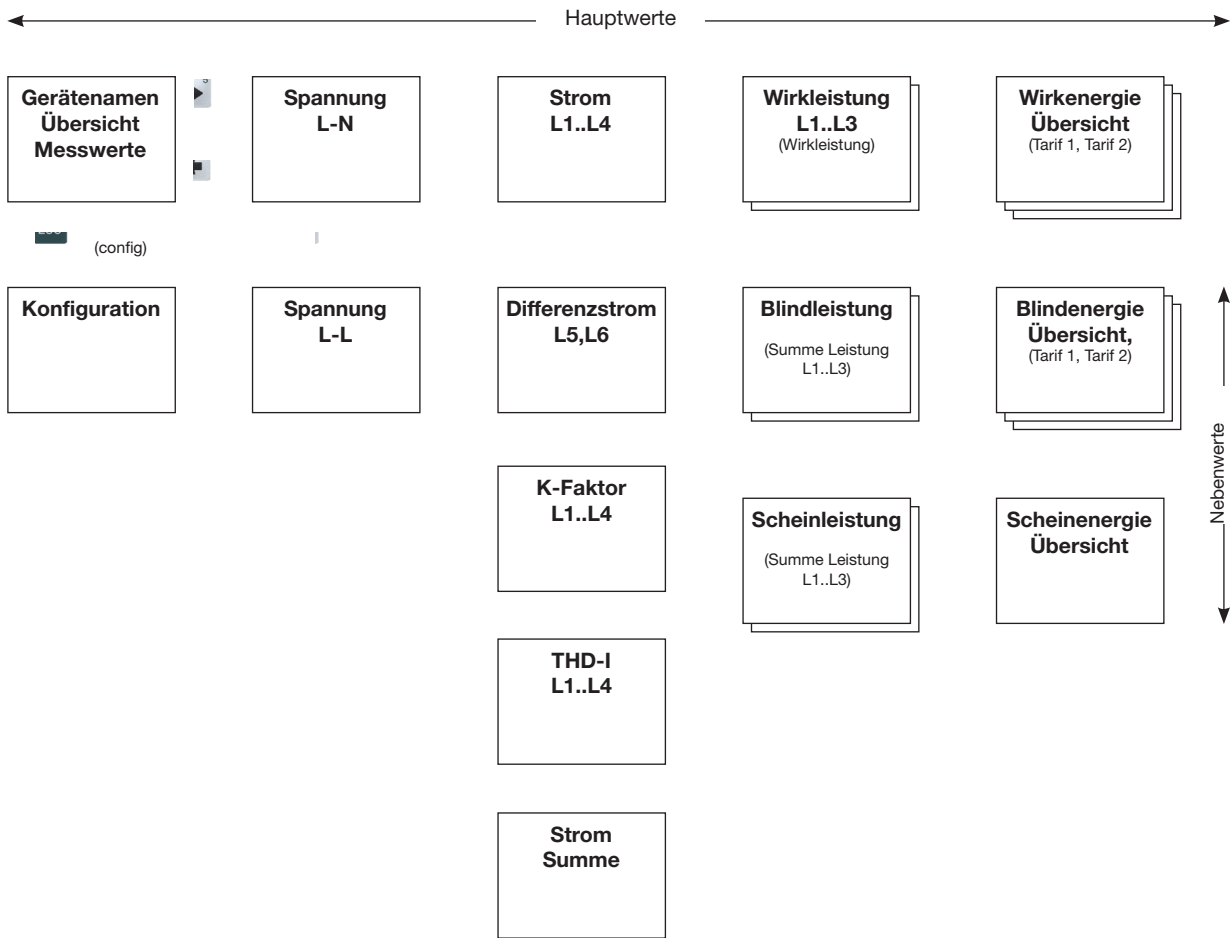 Hauptwerte
Gerätenamen
Übersicht
Messwerte
Spannung
L-N
Strom
L1..L4
Wirkleistung
L1..L3
(Wirkleistung)
Wirkenergie
Übersicht
(Tarif 1, Tarif 2)
(config)
Konfiguration
Spannung
L-L
Differenzstrom
L5,L6
Blindleistung
(Summe Leistung
L1..L3)
Blindenergie
Übersicht,
(Tarif 1, Tarif 2)
Nebenwerte
K-Faktor
L1..L4
Scheinleistung
(Summe Leistung
L1..L3)
Scheinenergie
Übersicht
THD-I
L1..L4
Strom
Summe